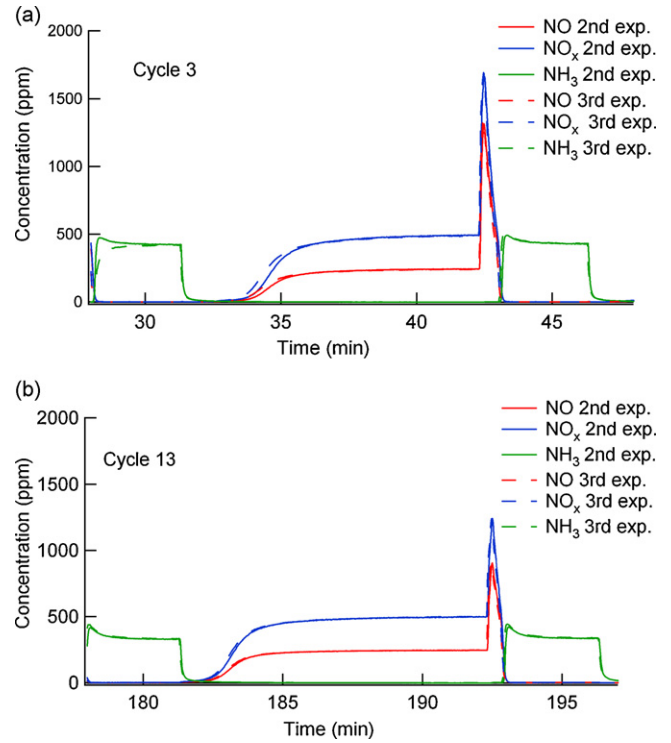 (a)
2000
1500
1000
500
0
Concentration (ppm)
Cycle 3
NO 2nd exp.
NOx 2nd exp.
NH3 2nd exp.
NO 3rd exp.
NOx 3rd exp.
NH3 3rd exp.
30 35 40 45
Time (min)
(b)
2000
1500
1000
500
0
Concentration (ppm)
Cycle 13
NO 2nd exp.
NOx 2nd exp.
NH3 2nd exp.
NO 3rd exp.
NOx 3rd exp.
NH3 3rd exp.
180 185 190 195
Time (min)